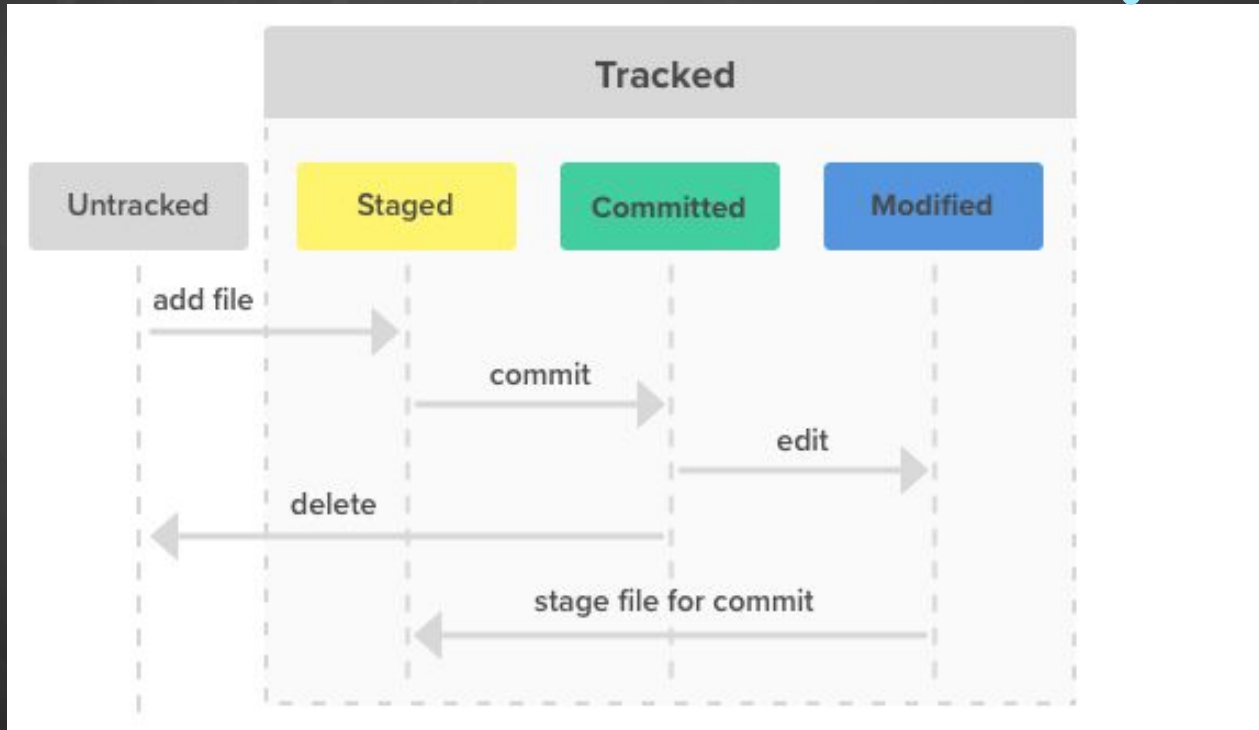 Tracked
Untracked
Staged
Committed
Modified
add file
commit
edit
delete
stage file for commit